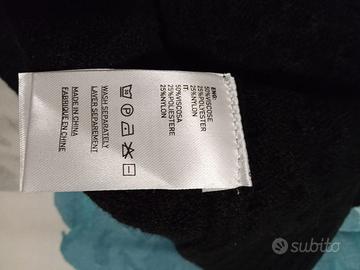 ENG:
50%VISCOSE
25%POLYESTER
25%NYLON
IT:
50%VISCOSA
25%POLIESTERE
25%NYLON
WASH SEPARATELY
LAVER SEPAREMENT
MADE IN CHINA
FABRIQUE EN CHINA
subito